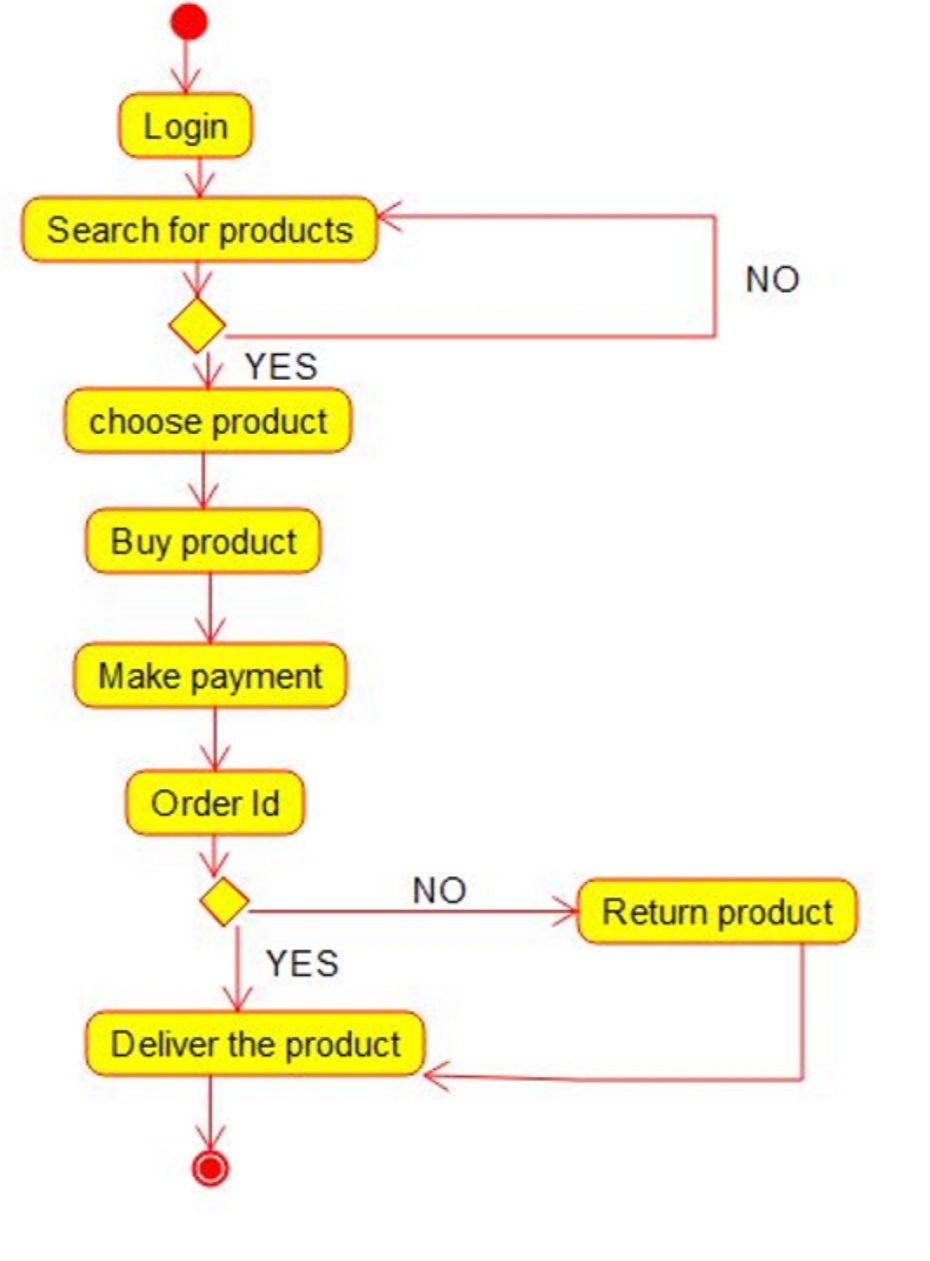 Login
Search for products
NO
YES
choose product
Buy product
Make payment
Order Id
NO
Return product
YES
Deliver the product